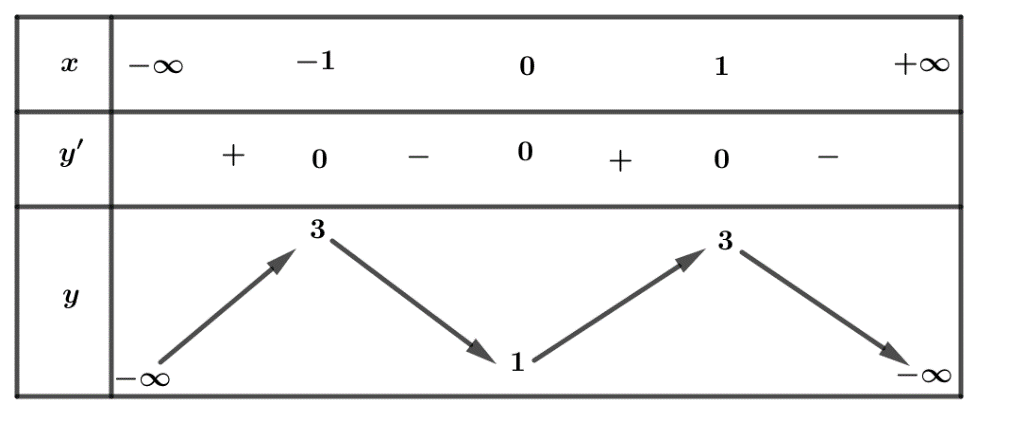 x −∞ −1 0 1 +∞
y′ + 0 − 0 + 0 −
3 3
y
1
−∞ −∞